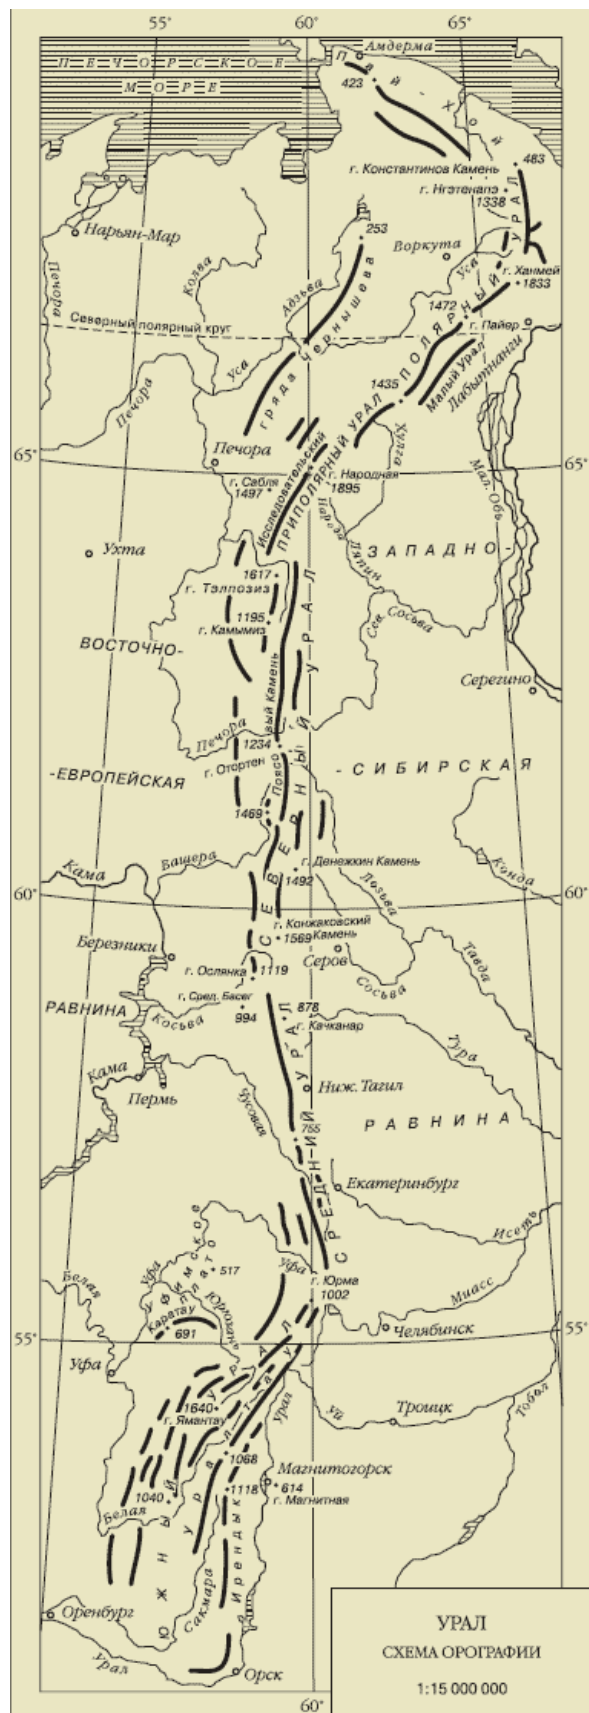 55°
60°
65°
ПЕЧОРСКОЕ
МОРЕ
Амдерма
Пай-Хой
423
г. Константинов Камень
483
г. Нгэтенапэ
1338
Нарьян-Мар
253
Воркута
Печора
Колва
Адзьва
Уса
г. Ханмей
1833
1472
Северный полярный круг
г. Пайер
ПОЛЯРНЫЙ УРАЛ
Малый Урал
Лабытнанги
гряда Чернышева
Уса
Печора
1435
Хулга
Печора
65°
65°
Исследовательский
ПРИПОЛЯРНЫЙ УРАЛ
г. Сабля
1497
г. Народная
1895
Народа
Ляпин
Мал. Обь
Ухта
ЗАПАДНО-
1617
г. Тэлпозиз
1195
г. Камымиз
Сев. Сосьва
ВОСТОЧНО-
Серегино
Поясовый Камень
Печора
1234
г. Отортен
-ЕВРОПЕЙСКАЯ
-СИБИРСКАЯ
1469
СЕВЕРНЫЙ УРАЛ
Вашера
Кама
г. Денежкин Камень
1492
Лозьва
Конда
60°
60°
г. Конжаковский
Камень
1569
Березники
Серов
Тавда
г. Ослянка
1119
Сосьва
г. Сред. Басег
994
РАВНИНА
Косьва
878
г. Качканар
Тура
Кама
Пермь
Ниж. Тагил
Чусовая
755
РАВНИНА
СРЕДНИЙ УРАЛ
Екатеринбург
Исеть
Белая
Уфа
Уфимское
плато
517
Уфа
г. Юрма
1002
Миасс
Юрюзань
Каратау
691
Челябинск
55°
55°
Уфа
Уралтау
1640
г. Ямантау
Урал
Уй
Троицк
Тобол
1068
Магнитогорск
1118
614
г. Магнитная
1040
Белая
ЮЖНЫЙ УРАЛ
Ирендык
Сакмара
Оренбург
Урал
Орск
60°
УРАЛ
СХЕМА ОРОГРАФИИ
1:15 000 000